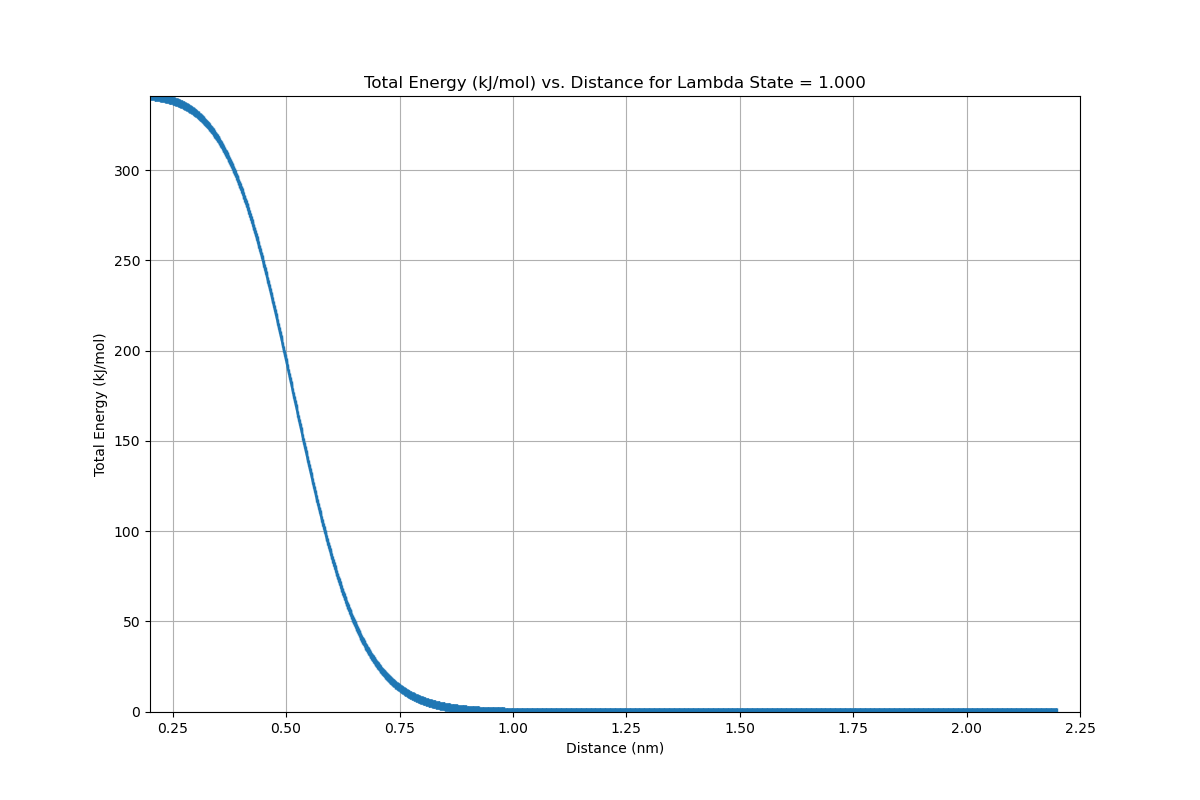 Total Energy (kJ/mol) vs. Distance for Lambda State = 1.000
Total Energy (kJ/mol)
300
250
200
150
100
50
0
0.25 0.50 0.75 1.00 1.25 1.50 1.75 2.00 2.25
Distance (nm)